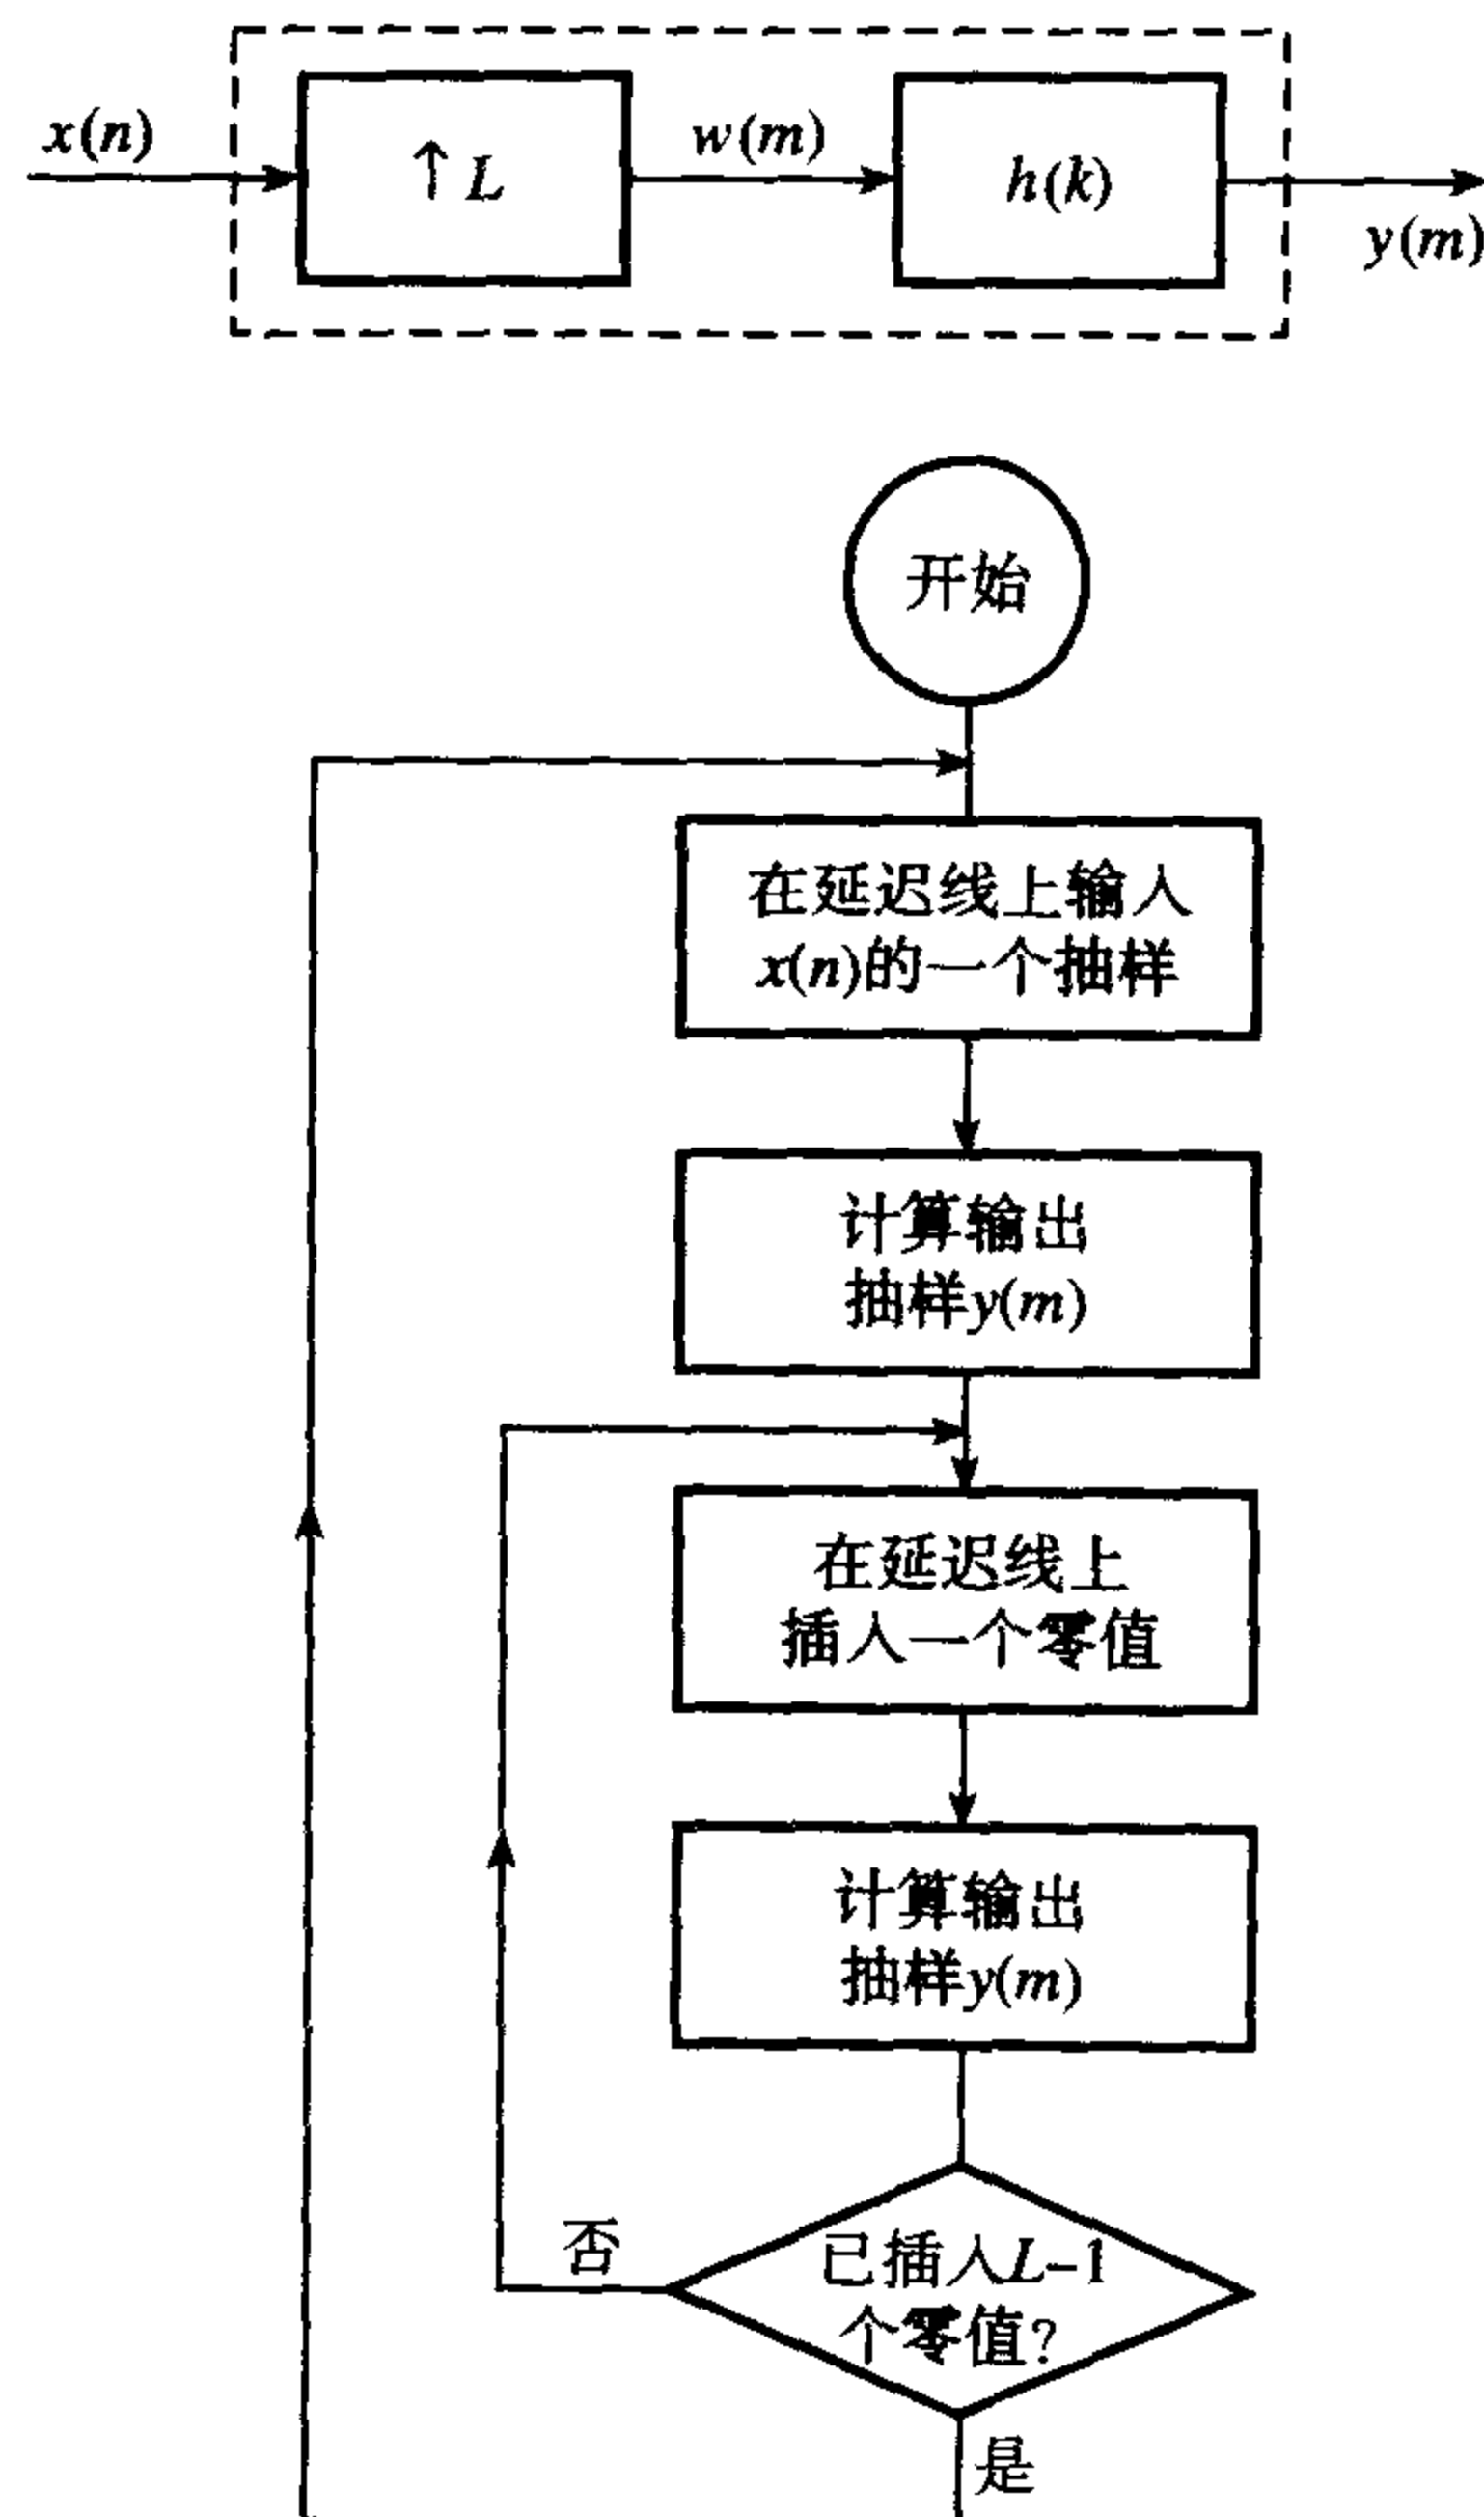 x(n)
↑L
w(m)
h(k)
y(m)
开始
在延迟线上输入
x(n)的一个抽样
计算输出
抽样y(m)
在延迟线上
插入一个零值
计算输出
抽样y(m)
否
已插入L-1
个零值?
是